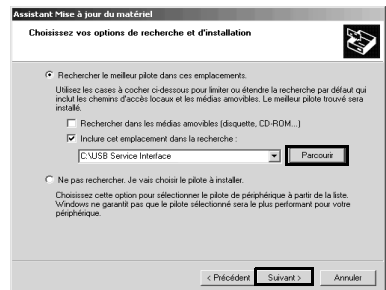 Assistant Mise à jour du matériel
Choisissez vos options de recherche et d'installation
Rechercher le meilleur pilote dans ces emplacements.
Utilisez les cases à cocher ci-dessous pour limiter ou étendre la recherche par défaut qui
inclut les chemins d'accès locaux et les médias amovibles. Le meilleur pilote trouvé sera
installé.
Rechercher dans les médias amovibles (disquette, CD-ROM...)
Inclure cet emplacement dans la recherche :
C:\USB Service Interface
Parcourir
Ne pas rechercher. Je vais choisir le pilote à installer.
Choisissez cette option pour sélectionner le pilote de périphérique à partir de la liste.
Windows ne garantit pas que le pilote sélectionné sera le plus performant pour votre
périphérique.
< Précédent
Suivant >
Annuler